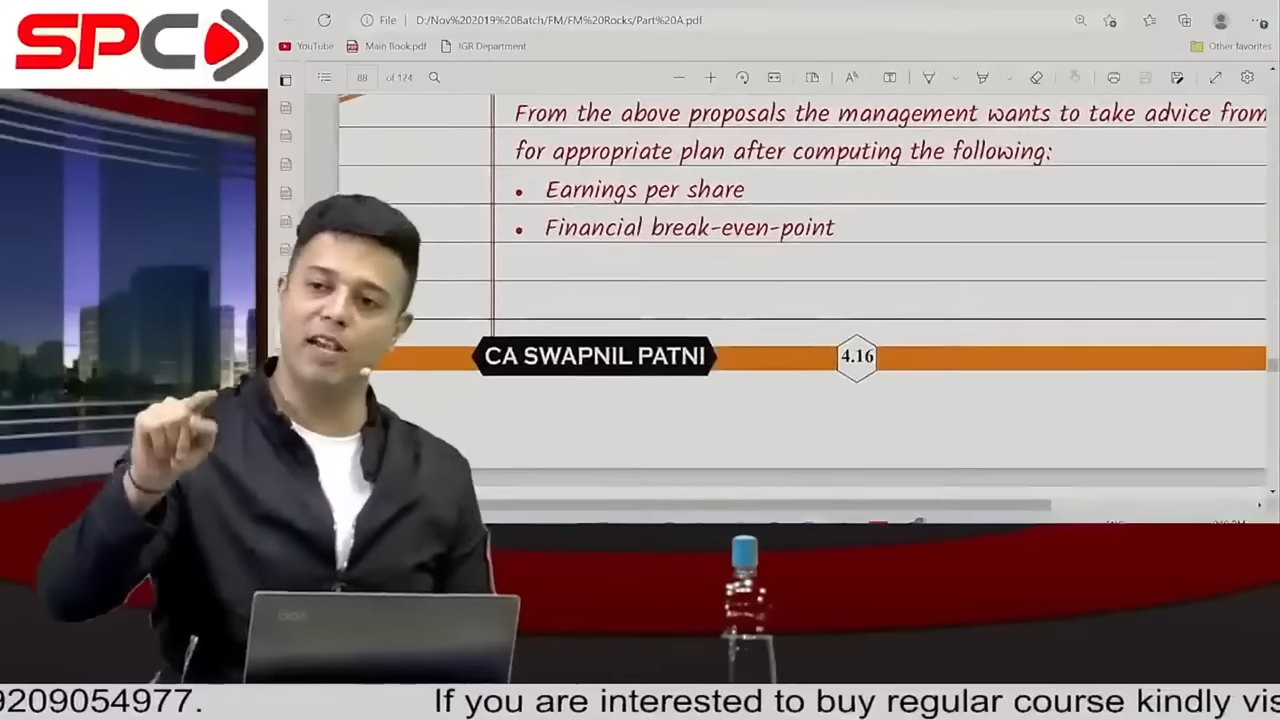 SPC
File
D:/Nov%202019%20Batch/FM/FM%20Rocks/Part%20A.pdf
YouTube
Main Book.pdf
IGR Department
Other favorites
88
of 124
From the above proposals the management wants to take advice from
for appropriate plan after computing the following:
• Earnings per share
• Financial break-even-point
CA SWAPNIL PATNI
4.16
9209054977.
If you are interested to buy regular course kindly vis